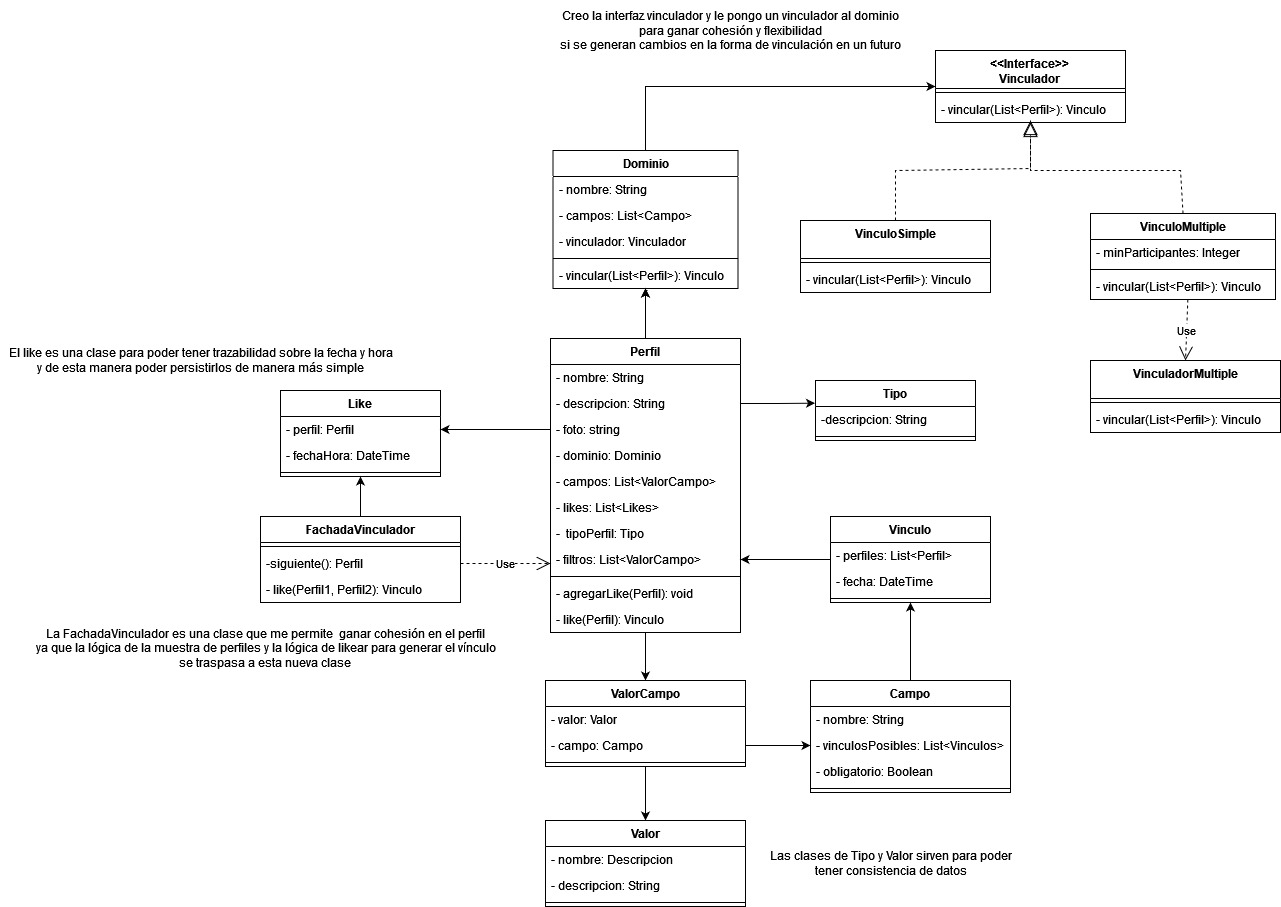 Creo la interfaz vinculador y le pongo un vinculador al dominio
para ganar cohesión y flexibilidad
si se generan cambios en la forma de vinculación en un futuro
<<Interface>>
Vinculador
- vincular(List<Perfil>): Vinculo
Dominio
- nombre: String
- campos: List<Campo>
- vinculador: Vinculador
- vincular(List<Perfil>): Vinculo
VinculoSimple
- vincular(List<Perfil>): Vinculo
VinculoMultiple
- minParticipantes: Integer
- vincular(List<Perfil>): Vinculo
Use
VinculadorMultiple
- vincular(List<Perfil>): Vinculo
El like es una clase para poder tener trazabilidad sobre la fecha y hora
y de esta manera poder persistirlos de manera más simple
Perfil
- nombre: String
- descripcion: String
- foto: string
- dominio: Dominio
- campos: List<ValorCampo>
- likes: List<Likes>
- tipoPerfil: Tipo
- filtros: List<ValorCampo>
- agregarLike(Perfil): void
- like(Perfil): Vinculo
Tipo
-descripcion: String
Like
- perfil: Perfil
- fechaHora: DateTime
FachadaVinculador
-siguiente(): Perfil
- like(Perfil1, Perfil2): Vinculo
Use
Vinculo
- perfiles: List<Perfil>
- fecha: DateTime
La FachadaVinculador es una clase que me permite ganar cohesión en el perfil
ya que la lógica de la muestra de perfiles y la lógica de likear para generar el vínculo
se traspasa a esta nueva clase
ValorCampo
- valor: Valor
- campo: Campo
Campo
- nombre: String
- vinculosPosibles: List<Vinculos>
- obligatorio: Boolean
Valor
- nombre: Descripcion
- descripcion: String
Las clases de Tipo y Valor sirven para poder
tener consistencia de datos